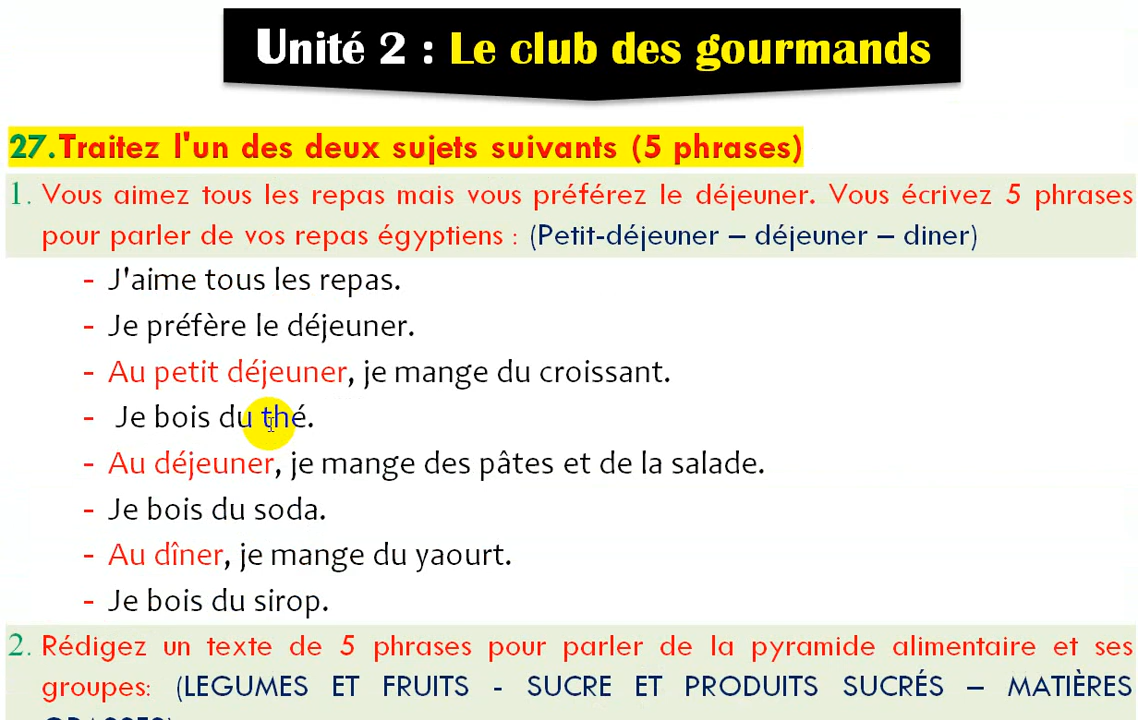 Unité 2 : Le club des gourmands
27.Traitez l'un des deux sujets suivants (5 phrases)
1. Vous aimez tous les repas mais vous préférez le déjeuner. Vous écrivez 5 phrases
pour parler de vos repas égyptiens : (Petit-déjeuner – déjeuner – diner)
- J'aime tous les repas.
- Je préfère le déjeuner.
- Au petit déjeuner, je mange du croissant.
- Je bois du thé.
- Au déjeuner, je mange des pâtes et de la salade.
- Je bois du soda.
- Au dîner, je mange du yaourt.
- Je bois du sirop.
2. Rédigez un texte de 5 phrases pour parler de la pyramide alimentaire et ses
groupes: (LEGUMES ET FRUITS - SUCRE ET PRODUITS SUCRÉS – MATIÈRES